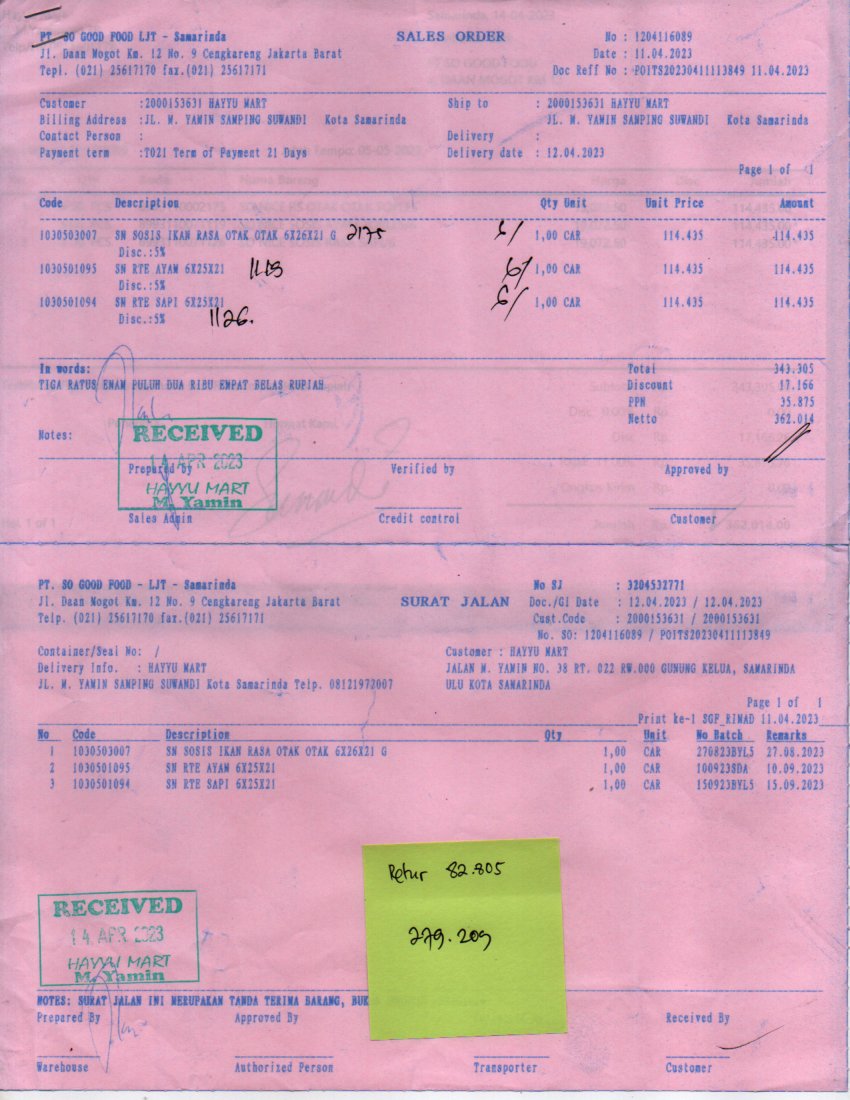 PT. SO GOOD FOOD LJT - Samarinda SALES ORDER No : 1204116089
Jl. Daan Mogot Km. 12 No. 9 Cengkareng Jakarta Barat Date : 11.04.2023
Tepl. (021) 25617170 fax.(021) 25617171 Doc Reff No : POITS20230411113849 11.04.2023
Customer :2000153631 HAYYU MART Ship to : 2000153631 HAYYU MART
Billing Address :JL. M. YAMIN SAMPING SUWANDI Kota Samarinda JL. M. YAMIN SAMPING SUWANDI Kota Samarinda
Contact Person : Delivery :
Payment term :T021 Term of Payment 21 Days Delivery date : 12.04.2023
Page 1 of 1
Code Description Qty Unit Unit Price Amount
1030503007 SN SOSIS IKAN RASA OTAK OTAK 6X26X21 G 2175 6/ 1,00 CAR 114.435 114.435
Disc.:5%
1030501095 SN RTE AYAM 6X25X21 6/ 1,00 CAR 114.435 114.435
Disc.:5%
1030501094 SN RTE SAPI 6X25X21 6/ 1,00 CAR 114.435 114.435
Disc.:5% 1126.
In words: Total 343.305
TIGA RATUS ENAM PULUH DUA RIBU EMPAT BELAS RUPIAH Discount 17.166
PPN 35.875
Netto 362.014
Notes:
RECEIVED
14 APR 2023
HAYYU MART
M. Yamin
Prepared by Verified by Approved by
Sales Admin Credit control Customer
PT. SO GOOD FOOD - LJT - Samarinda No SJ : 3204532771
Jl. Daan Mogot Km. 12 No. 9 Cengkareng Jakarta Barat SURAT JALAN Doc./GI Date : 12.04.2023 / 12.04.2023
Telp. (021) 25617170 fax.(021) 25617171 Cust.Code : 2000153631 / 2000153631
No. SO: 1204116089 / POITS20230411113849
Container/Seal No: / Customer : HAYYU MART
Delivery Info. : HAYYU MART JALAN M. YAMIN NO. 38 RT. 022 RW.000 GUNUNG KELUA, SAMARINDA
JL. M. YAMIN SAMPING SUWANDI Kota Samarinda Telp. 08121972007 ULU KOTA SAMARINDA
Page 1 of 1
Print ke-1 SGF_RIMAD 11.04.2023
No Code Description Qty Unit No Batch Remarks
1 1030503007 SN SOSIS IKAN RASA OTAK OTAK 6X26X21 G 1,00 CAR 270823BYL5 27.08.2023
2 1030501095 SN RTE AYAM 6X25X21 1,00 CAR 100923SDA 10.09.2023
3 1030501094 SN RTE SAPI 6X25X21 1,00 CAR 150923BYL5 15.09.2023
Retur 82.805
279.209
RECEIVED
14 APR 2023
HAYYU MART
M. Yamin
NOTES: SURAT JALAN INI MERUPAKAN TANDA TERIMA BARANG,
Prepared By Approved By Received By
Warehouse Authorized Person Transporter Customer